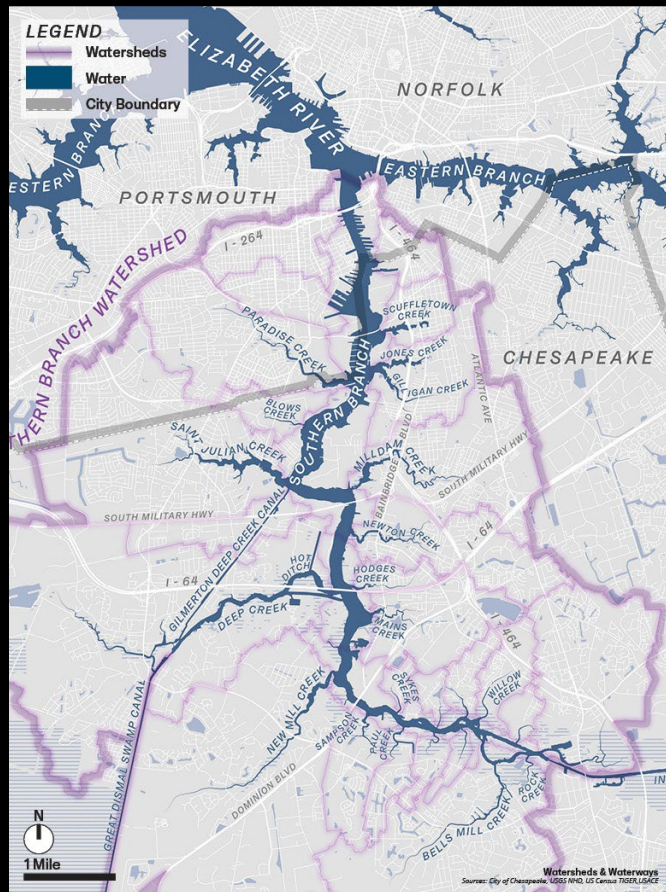 LEGEND
Watersheds
Water
City Boundary
ELIZABETH RIVER
NORFOLK
ESTERN BRANCH
EASTERN BRANCH
PORTSMOUTH
THERN BRANCH WATERSHED
I - 264
I - 464
PARADISE CREEK
SCUFFLETOWN
CREEK
JONES CREEK
GILLIGAN CREEK
CHESAPEAKE
ATLANTIC AVE
SOUTHERN BRANCH
BLOWS
CREEK
SAINT JULIAN CREEK
MILLDAM CREEK
BAINBRIDGE BLVD
SOUTH MILITARY HWY
SOUTH MILITARY HWY
GILMERTON DEEP CREEK CANAL
NEWTON CREEK
I - 64
HOT
DITCH
I - 64
HODGES
CREEK
DEEP CREEK
MAINS
CREEK
I - 464
NEW MILL CREEK
SYKES
CREEK
WILLOW
CREEK
SAMPSON
CREEK
PAUL
CREEK
GREAT DISMAL SWAMP CANAL
DOMINION BLVD
ROCK
CREEK
IN
BELLS MILL CREEK
N
1 Mile
Watersheds & Waterways
Sources: City of Chesapeake, USGS NHD, US Census TIGER, USACE